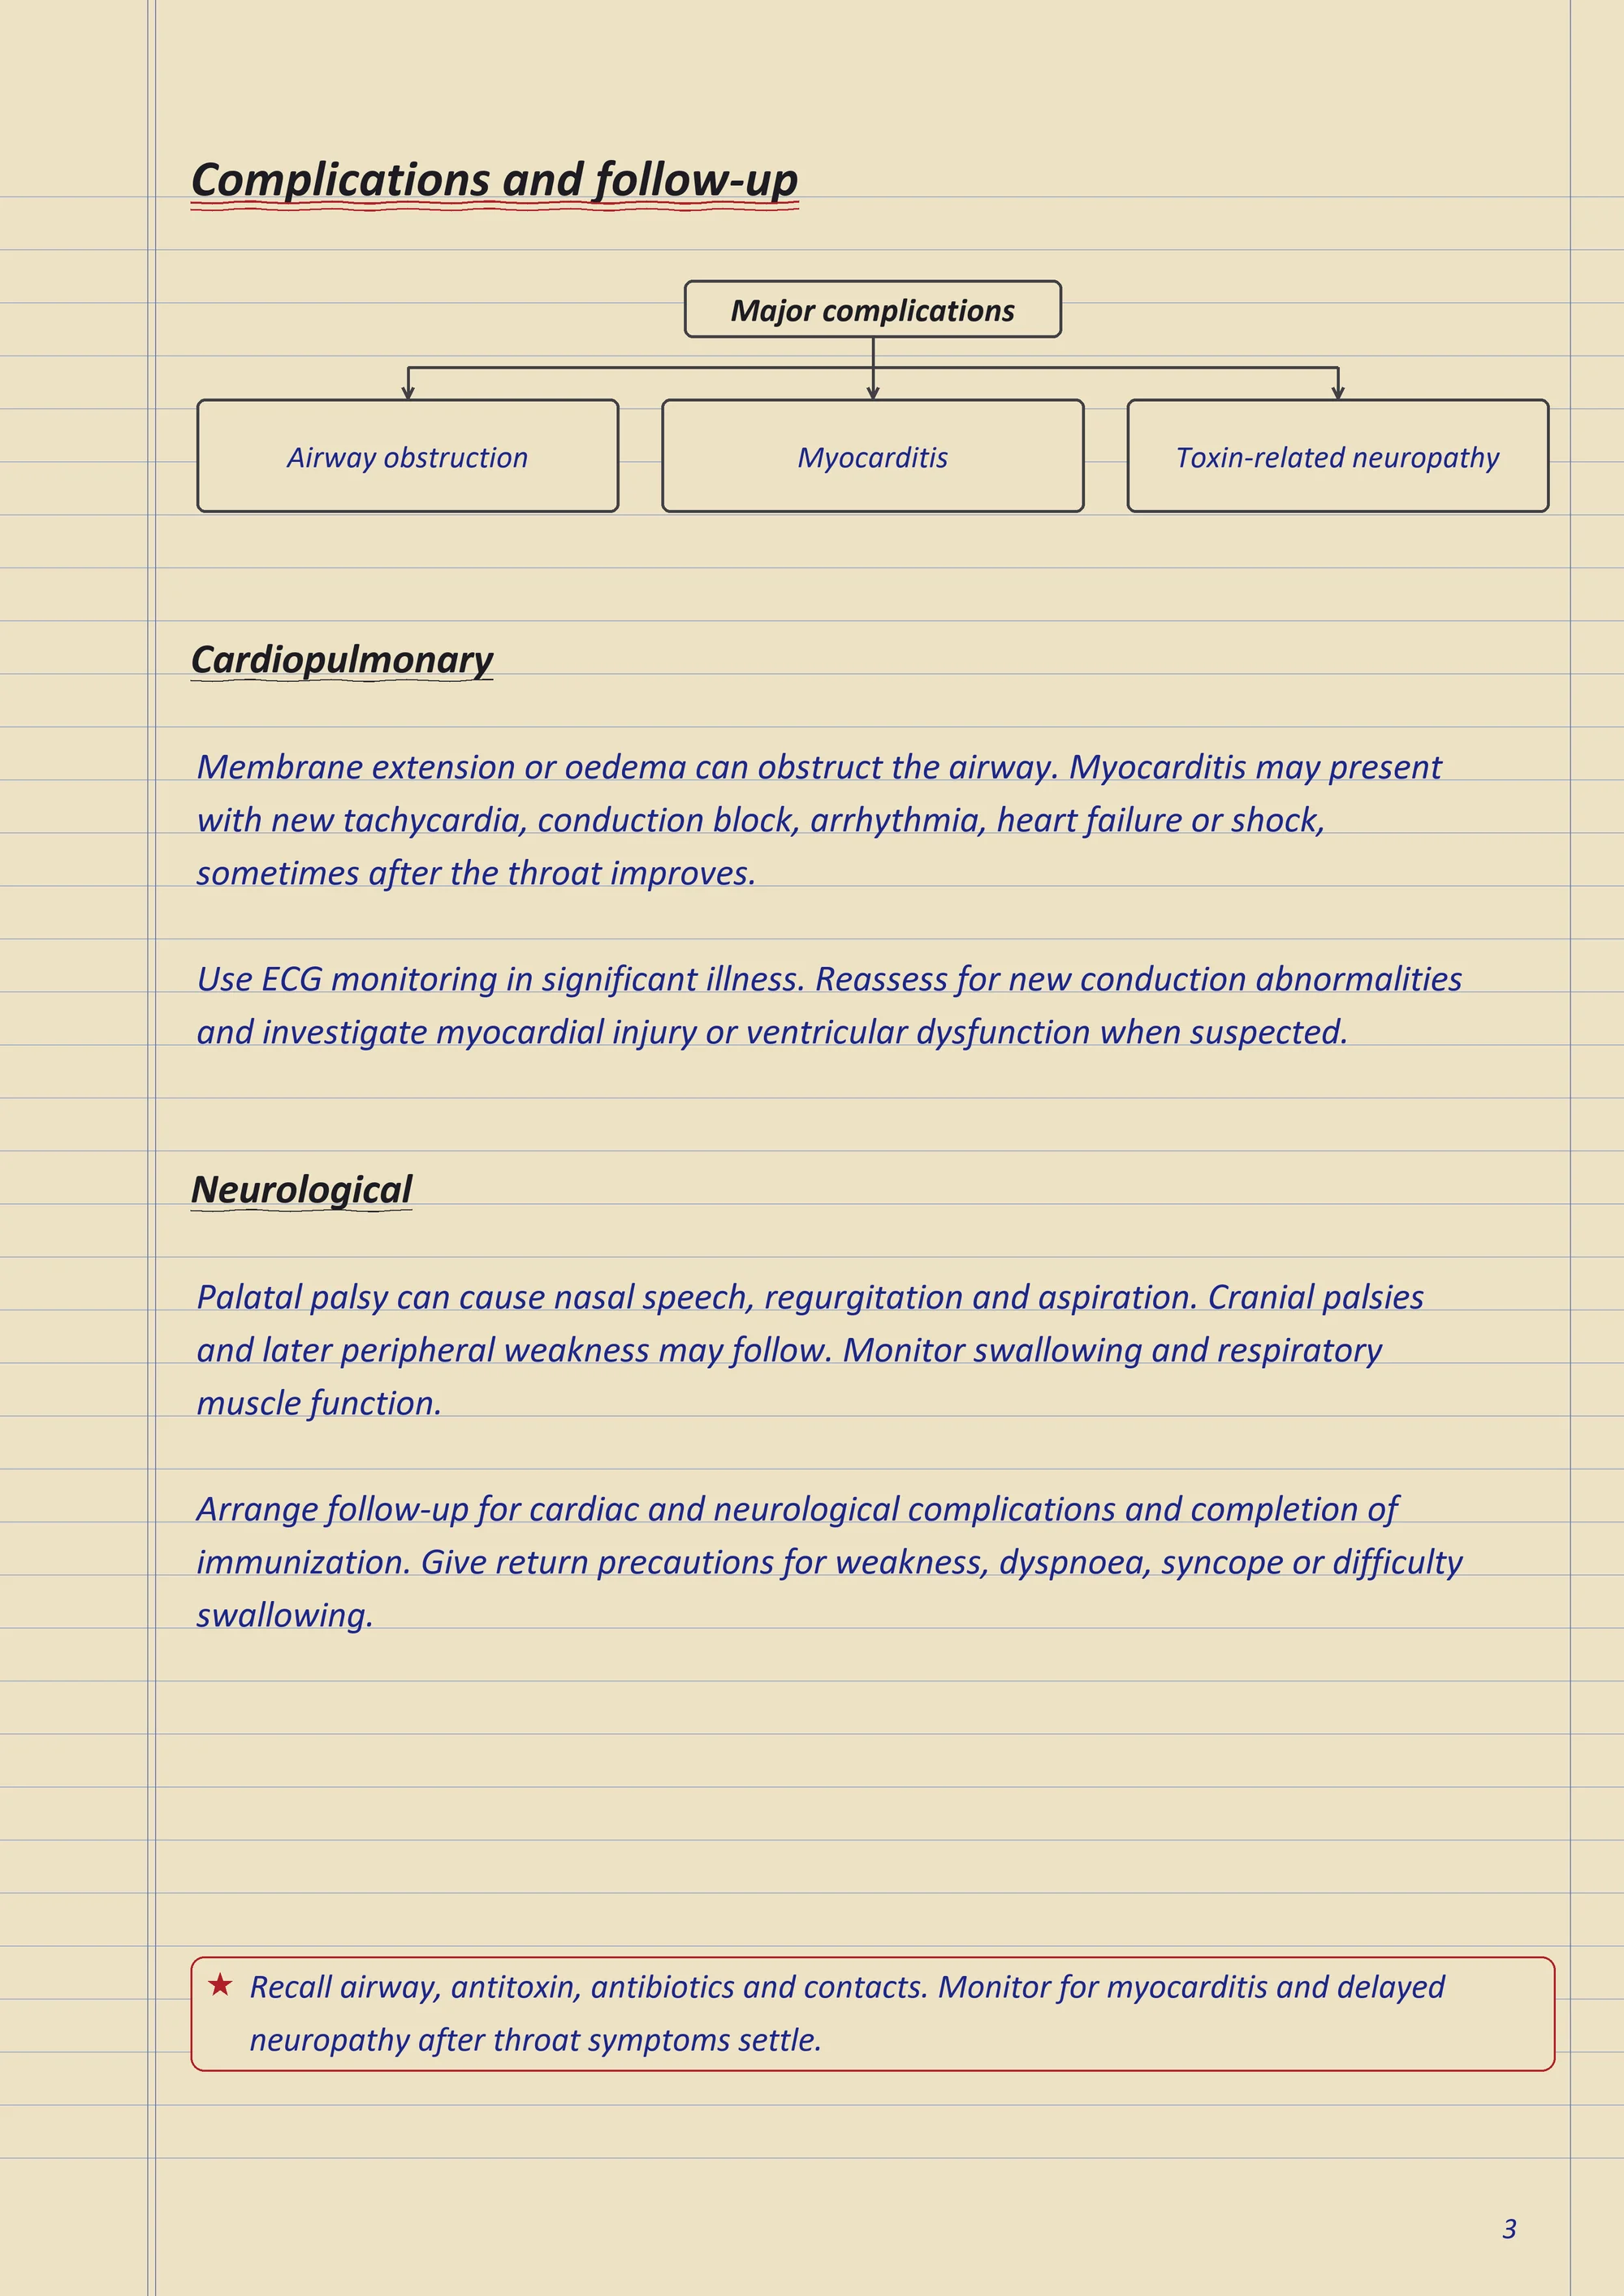 Complications and follow-up
Major complications
Airway obstruction
Myocarditis
Toxin-related neuropathy
Cardiopulmonary
Membrane extension or oedema can obstruct the airway. Myocarditis may present
with new tachycardia, conduction block, arrhythmia, heart failure or shock,
sometimes after the throat improves.
Use ECG monitoring in significant illness. Reassess for new conduction abnormalities
and investigate myocardial injury or ventricular dysfunction when suspected.
Neurological
Palatal palsy can cause nasal speech, regurgitation and aspiration. Cranial palsies
and later peripheral weakness may follow. Monitor swallowing and respiratory
muscle function.
Arrange follow-up for cardiac and neurological complications and completion of
immunization. Give return precautions for weakness, dyspnoea, syncope or difficulty
swallowing.
★ Recall airway, antitoxin, antibiotics and contacts. Monitor for myocarditis and delayed
neuropathy after throat symptoms settle.
3